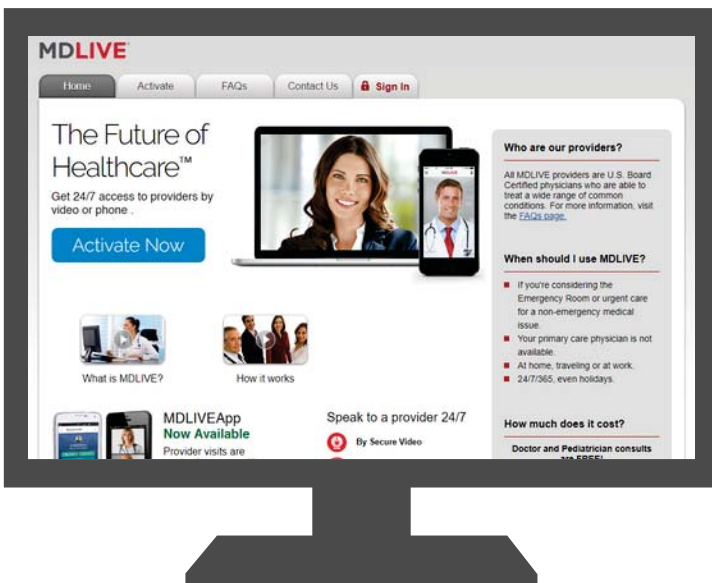 MDLIVE
Home
Activate
FAQs
Contact Us
Sign In
The Future of
Healthcare™
Get 24/7 access to providers by
video or phone .
Activate Now
MDLIVE
What is MDLIVE?
How it works
MDLIVEApp
Now Available
Provider visits are
Speak to a provider 24/7
By Secure Video
Who are our providers?
All MDLIVE providers are U.S. Board
Certified physicians who are able to
treat a wide range of common
conditions. For more information, visit
the FAQs page.
When should I use MDLIVE?
If you're considering the
Emergency Room or urgent care
for a non-emergency medical
issue.
Your primary care physician is not
available.
At home, traveling or at work.
24/7/365, even holidays.
How much does it cost?
Doctor and Pediatrician consults
are FREE!